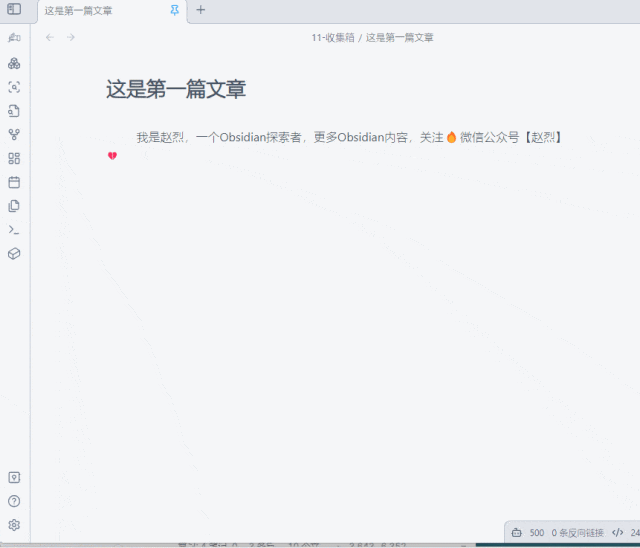 这是第一篇文章
11-收集箱 / 这是第一篇文章
这是第一篇文章
我是赵烈，一个Obsidian探索者，更多Obsidian内容，关注🔥微信公众号【赵烈】
💔
500 0 条反向链接 </> 24